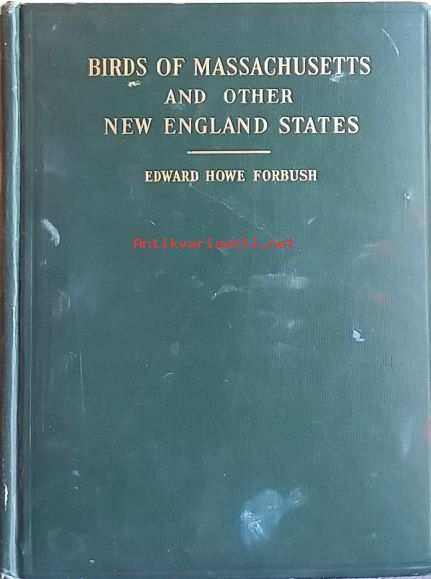 BIRDS OF MASSACHUSETTS
AND OTHER
NEW ENGLAND STATES
EDWARD HOWE FORBUSH
Antikvariaatti.net